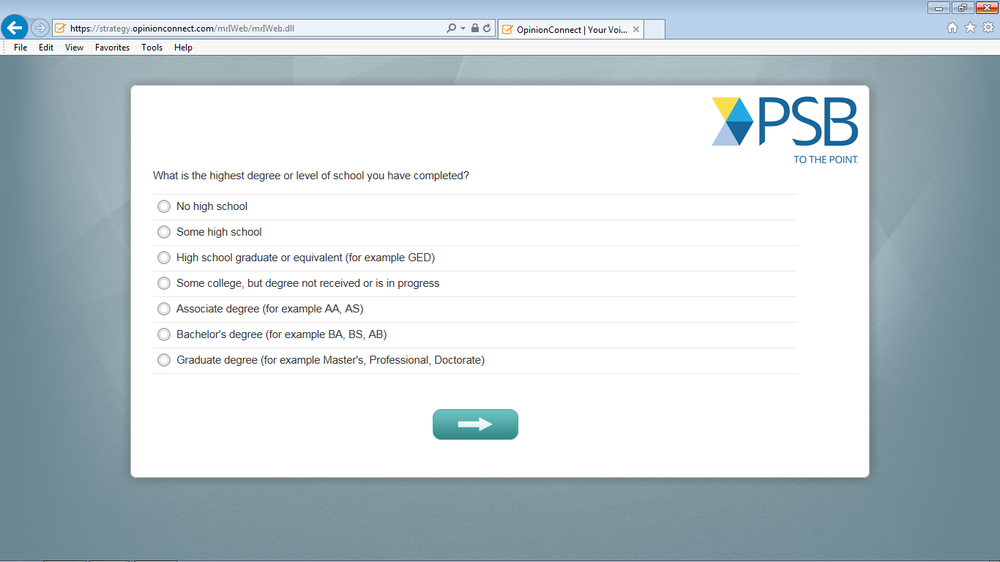 https://strategy.opinionconnect.com/mrIWeb/mrIWeb.dll
OpinionConnect | Your Voi...
File Edit View Favorites Tools Help
PSB
TO THE POINT.
What is the highest degree or level of school you have completed?
No high school
Some high school
High school graduate or equivalent (for example GED)
Some college, but degree not received or is in progress
Associate degree (for example AA, AS)
Bachelor's degree (for example BA, BS, AB)
Graduate degree (for example Master's, Professional, Doctorate)